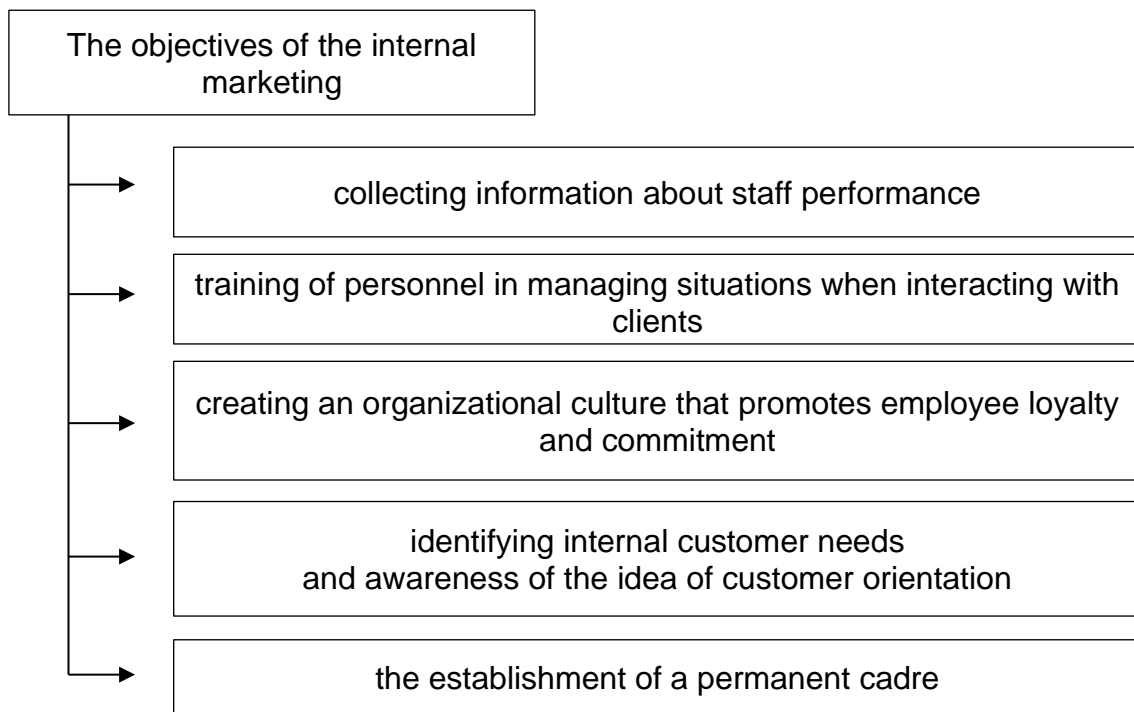 The objectives of the internal
marketing
collecting information about staff performance
training of personnel in managing situations when interacting with
clients
creating an organizational culture that promotes employee loyalty
and commitment
identifying internal customer needs
and awareness of the idea of customer orientation
the establishment of a permanent cadre